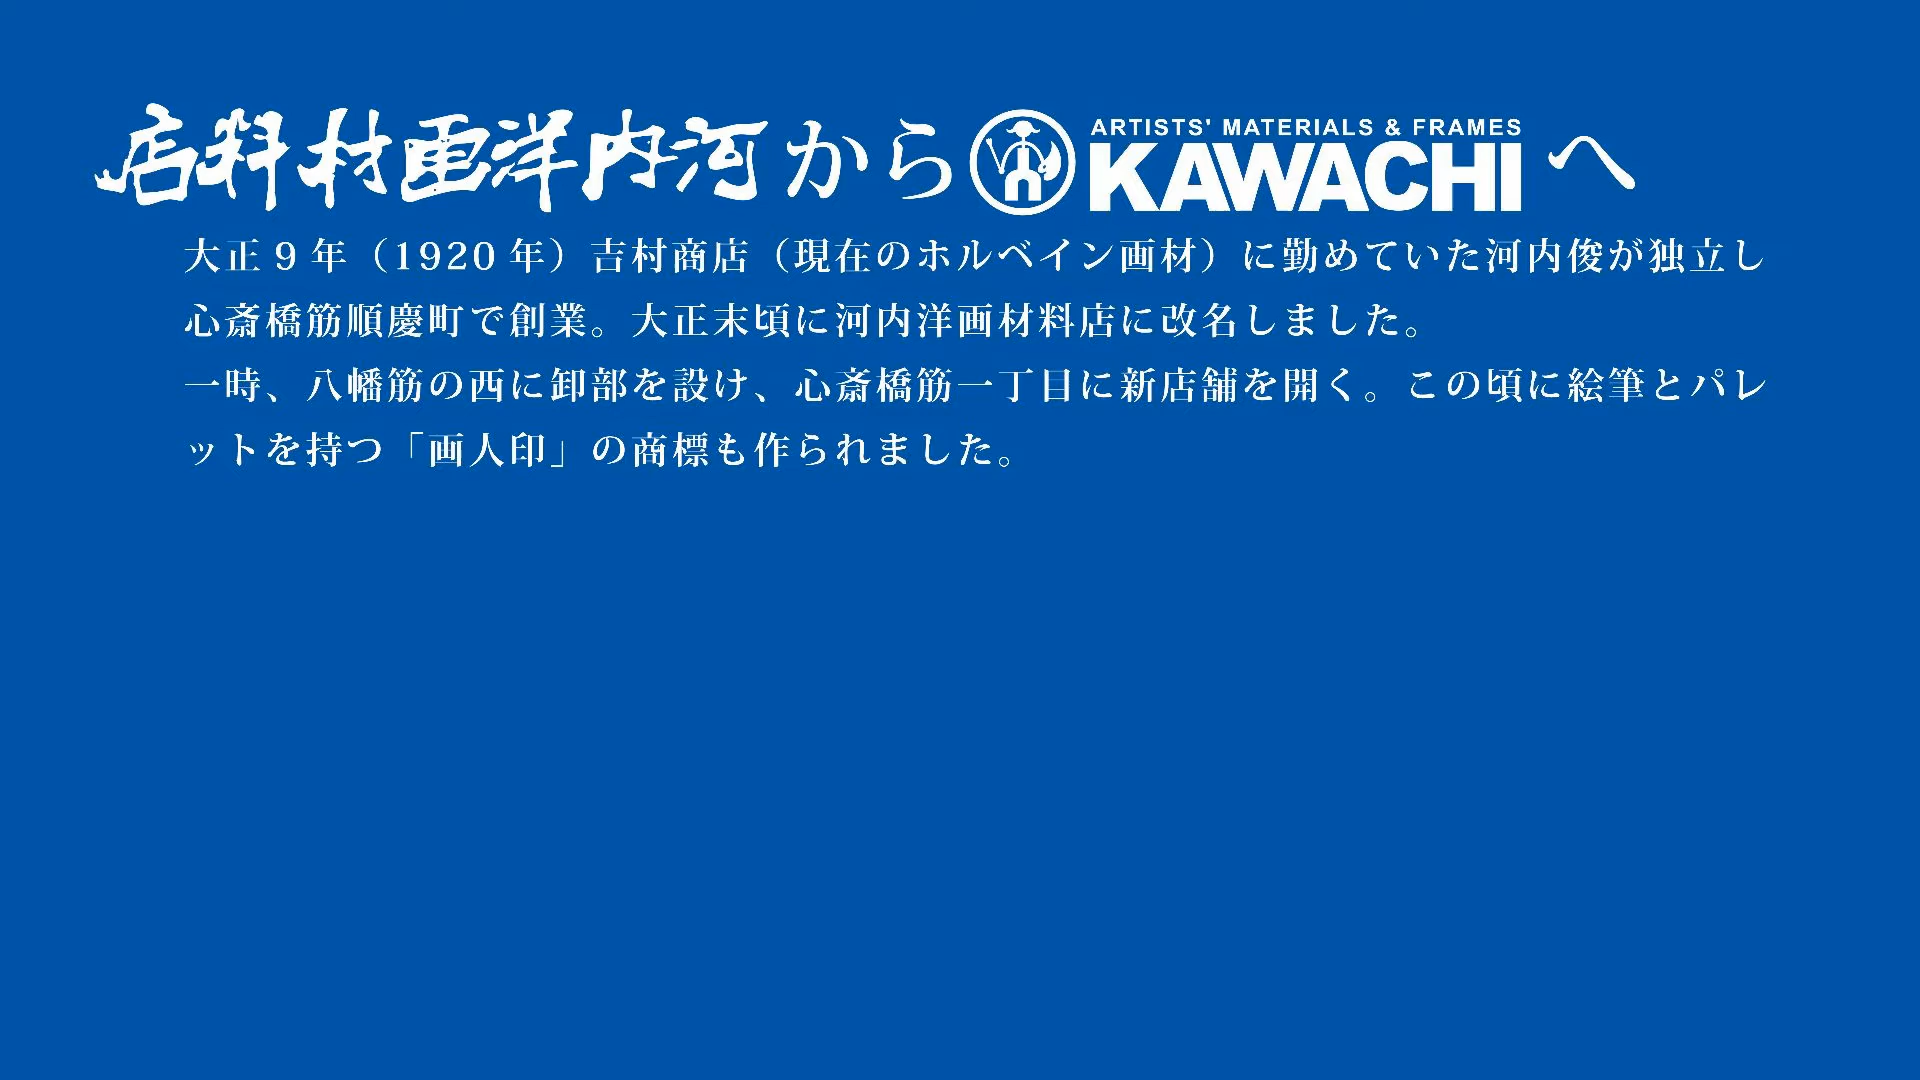 店料材画洋内河から ARTISTS' MATERIALS & FRAMES KAWACHI へ
大正9年（1920年）吉村商店（現在のホルベイン画材）に勤めていた河内俊が独立し
心斎橋筋順慶町で創業。大正末頃に河内洋画材料店に改名しました。
一時、八幡筋の西に卸部を設け、心斎橋筋一丁目に新店舗を開く。この頃に絵筆とパレ
ットを持つ「画人印」の商標も作られました。